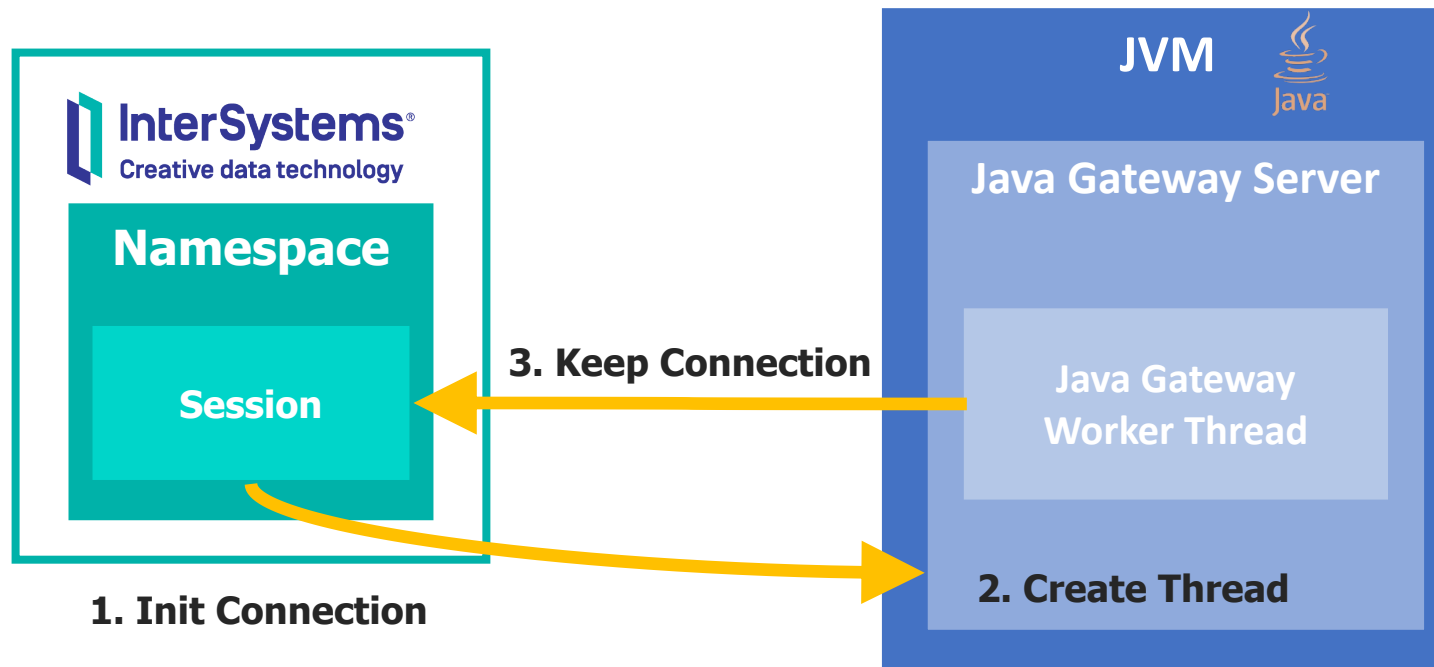 InterSystems®
Creative data technology
Namespace
Session
1. Init Connection
3. Keep Connection
JVM
Java
Java Gateway Server
Java Gateway
Worker Thread
2. Create Thread